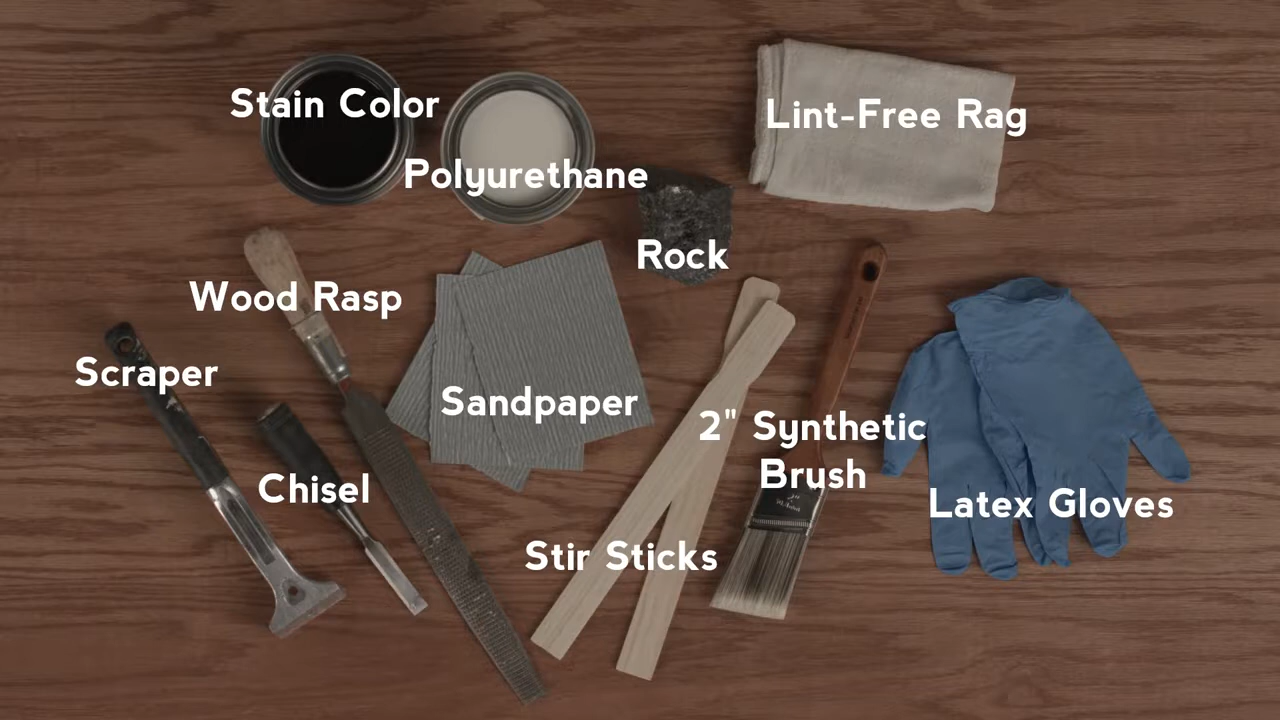 Stain Color
Lint-Free Rag
Polyurethane
Rock
Wood Rasp
Scraper
Sandpaper
2" Synthetic
Brush
Chisel
Latex Gloves
Stir Sticks